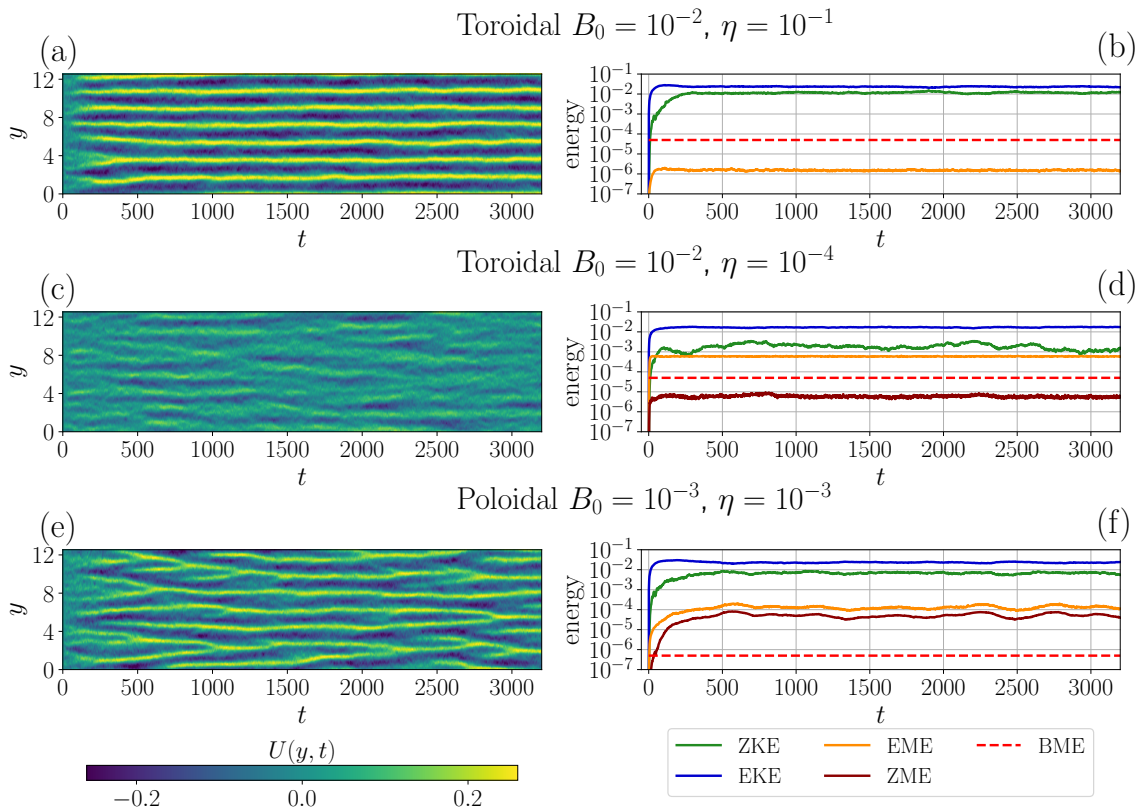 Toroidal $B_0 = 10^{-2}$, $\eta = 10^{-1}$
(a)
(b)
y
12
8
4
0
0 500 1000 1500 2000 2500 3000
t
energy
10^{-1}
10^{-2}
10^{-3}
10^{-4}
10^{-5}
10^{-6}
10^{-7}
0 500 1000 1500 2000 2500 3000
t
Toroidal $B_0 = 10^{-2}$, $\eta = 10^{-4}$
(c)
(d)
y
12
8
4
0
0 500 1000 1500 2000 2500 3000
t
energy
10^{-1}
10^{-2}
10^{-3}
10^{-4}
10^{-5}
10^{-6}
10^{-7}
0 500 1000 1500 2000 2500 3000
t
Poloidal $B_0 = 10^{-3}$, $\eta = 10^{-3}$
(e)
(f)
y
12
8
4
0
0 500 1000 1500 2000 2500 3000
t
energy
10^{-1}
10^{-2}
10^{-3}
10^{-4}
10^{-5}
10^{-6}
10^{-7}
0 500 1000 1500 2000 2500 3000
t
U(y, t)
−0.2 0.0 0.2
ZKE EME BME
EKE ZME